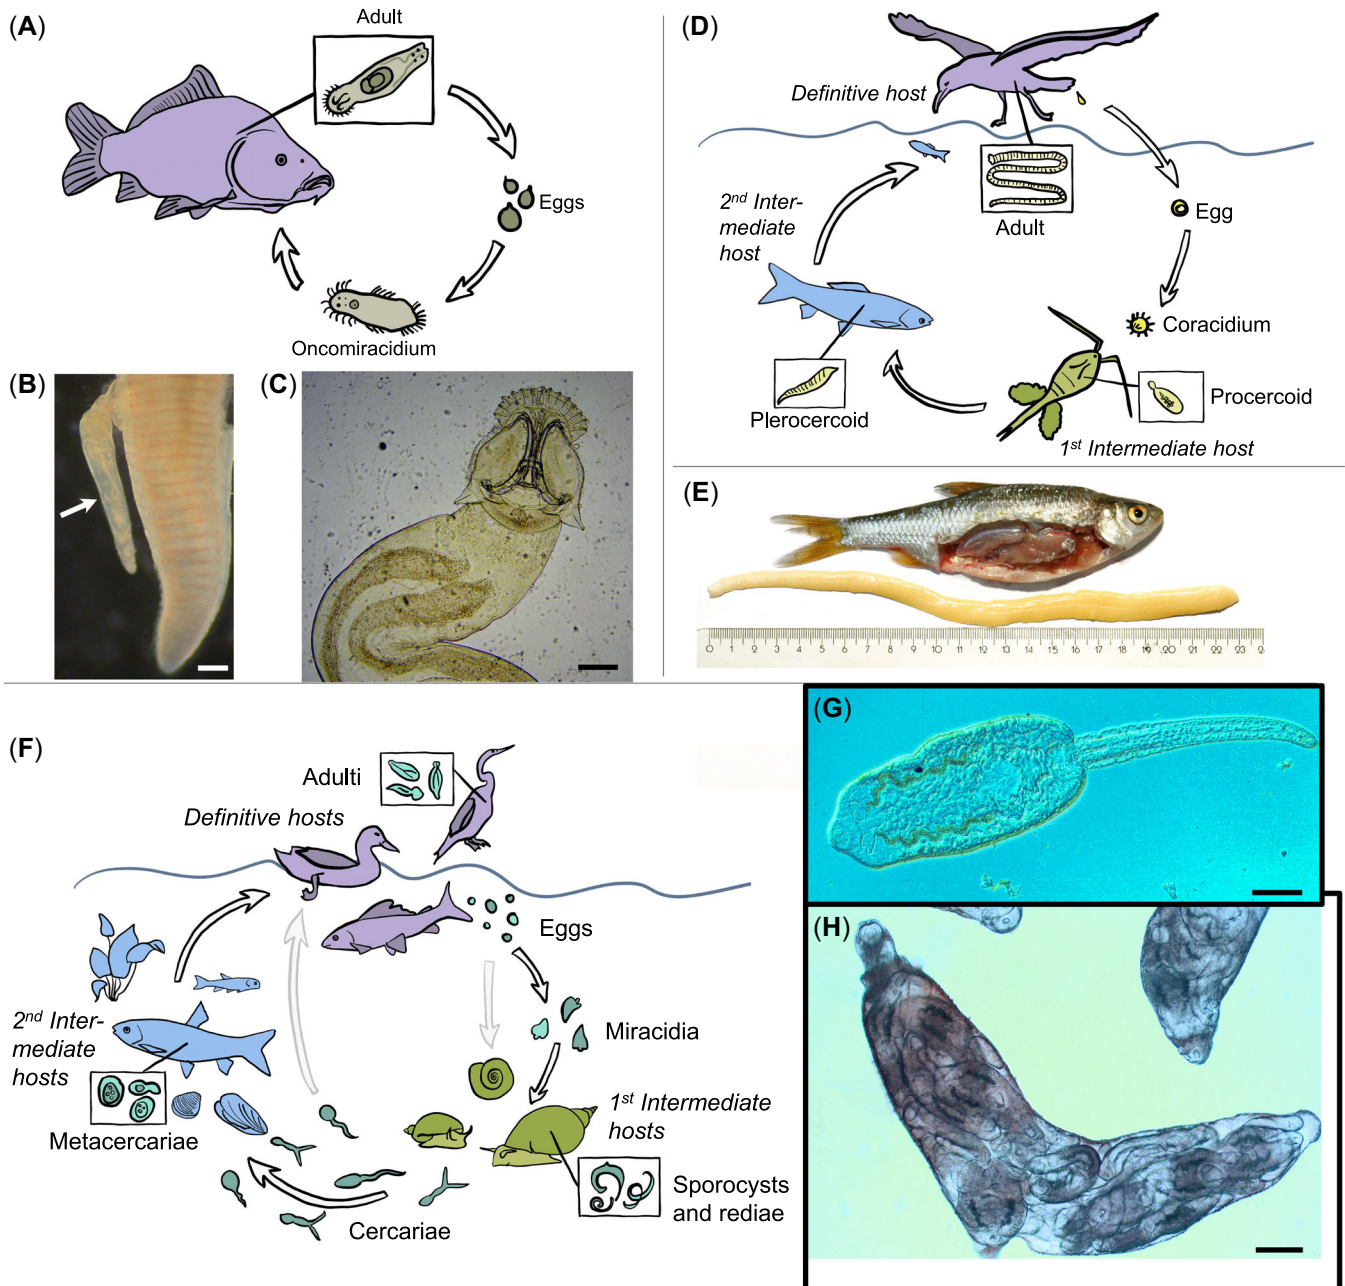 (A)
Adult
Eggs
Oncomiracidium
(B)
(C)
(D)
Definitive host
2nd Inter-
mediate
host
Adult
Egg
Coracidium
Plerocercoid
Procercoid
1st Intermediate host
(E)
0 1 2 3 4 5 6 7 8 9 10 11 12 13 14 15 16 17 18 19 20 21 22 23 2
(F)
Adulti
Definitive hosts
Eggs
2nd Inter-
mediate
hosts
Miracidia
Metacercariae
1st Intermediate
hosts
Sporocysts
and rediae
Cercariae
(G)
(H)